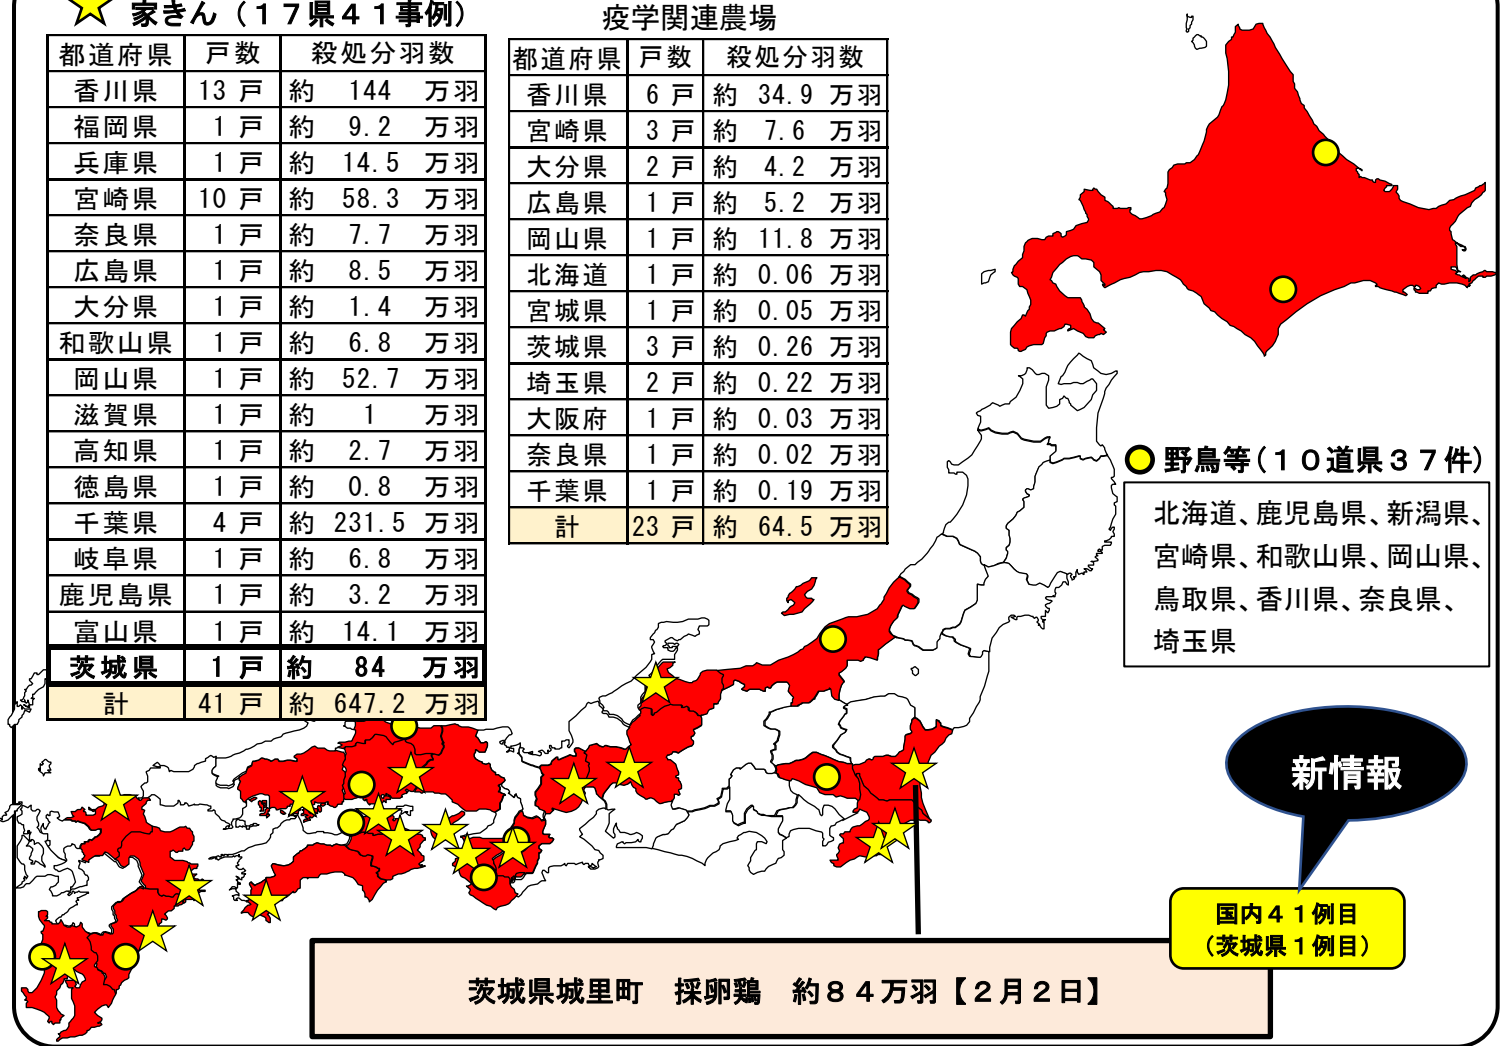 家きん（１７県４１事例）
都道府県 戸数 殺処分羽数
香川県 13 戸 約 144 万羽
福岡県 1 戸 約 9.2 万羽
兵庫県 1 戸 約 14.5 万羽
宮崎県 10 戸 約 58.3 万羽
奈良県 1 戸 約 7.7 万羽
広島県 1 戸 約 8.5 万羽
大分県 1 戸 約 1.4 万羽
和歌山県 1 戸 約 6.8 万羽
岡山県 1 戸 約 52.7 万羽
滋賀県 1 戸 約 1 万羽
高知県 1 戸 約 2.7 万羽
徳島県 1 戸 約 0.8 万羽
千葉県 4 戸 約 231.5 万羽
岐阜県 1 戸 約 6.8 万羽
鹿児島県 1 戸 約 3.2 万羽
富山県 1 戸 約 14.1 万羽
茨城県 1 戸 約 84 万羽
計 41 戸 約 647.2 万羽
疫学関連農場
都道府県 戸数 殺処分羽数
香川県 6 戸 約 34.9 万羽
宮崎県 3 戸 約 7.6 万羽
大分県 2 戸 約 4.2 万羽
広島県 1 戸 約 5.2 万羽
岡山県 1 戸 約 11.8 万羽
北海道 1 戸 約 0.06 万羽
宮城県 1 戸 約 0.05 万羽
茨城県 3 戸 約 0.26 万羽
埼玉県 2 戸 約 0.22 万羽
大阪府 1 戸 約 0.03 万羽
奈良県 1 戸 約 0.02 万羽
千葉県 1 戸 約 0.19 万羽
計 23 戸 約 64.5 万羽
野鳥等（１０道県３７件）
北海道、鹿児島県、新潟県、
宮崎県、和歌山県、岡山県、
鳥取県、香川県、奈良県、
埼玉県
新情報
国内４１例目
（茨城県１例目）
茨城県城里町　採卵鶏　約８４万羽【２月２日】